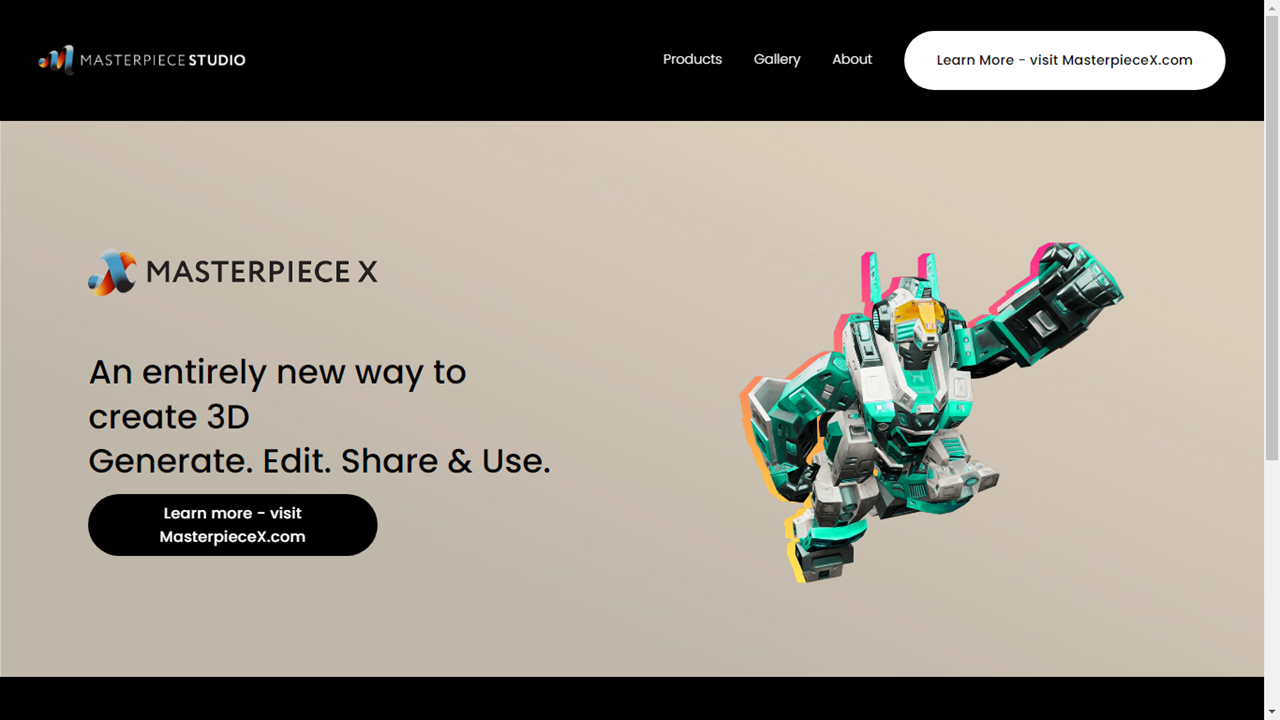 MASTERPIECE STUDIO
Products
Gallery
About
Learn More - visit MasterpieceX.com
MASTERPIECE X
An entirely new way to
create 3D
Generate. Edit. Share & Use.
Learn more - visit
MasterpieceX.com